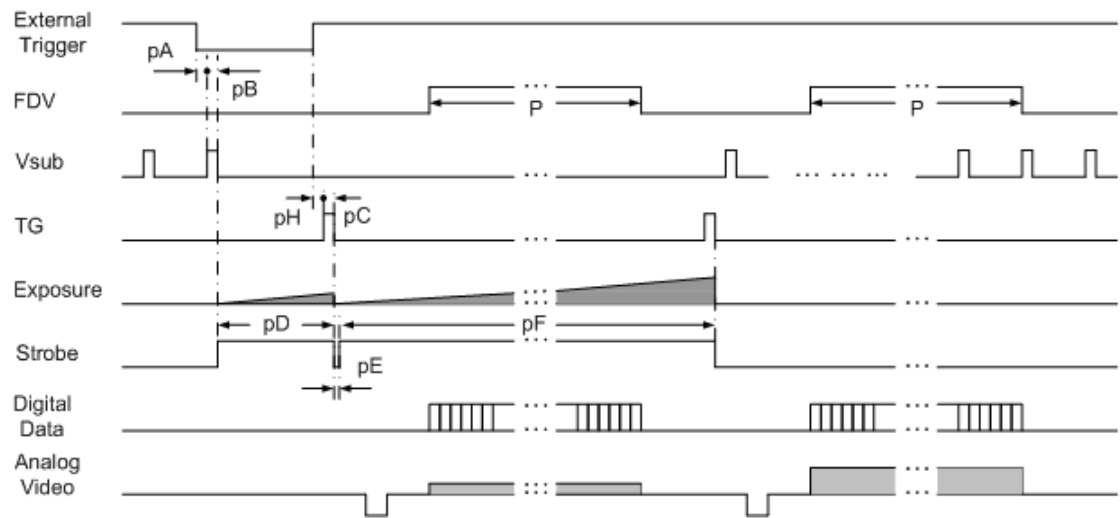 External
Trigger
pA
pB
FDV
P
P
Vsub
... ... ... ...
pH
pC
TG
... ...
Exposure
... ...
pD
pF
Strobe
... ...
pE
Digital
Data
... ...
Analog
Video
... ...